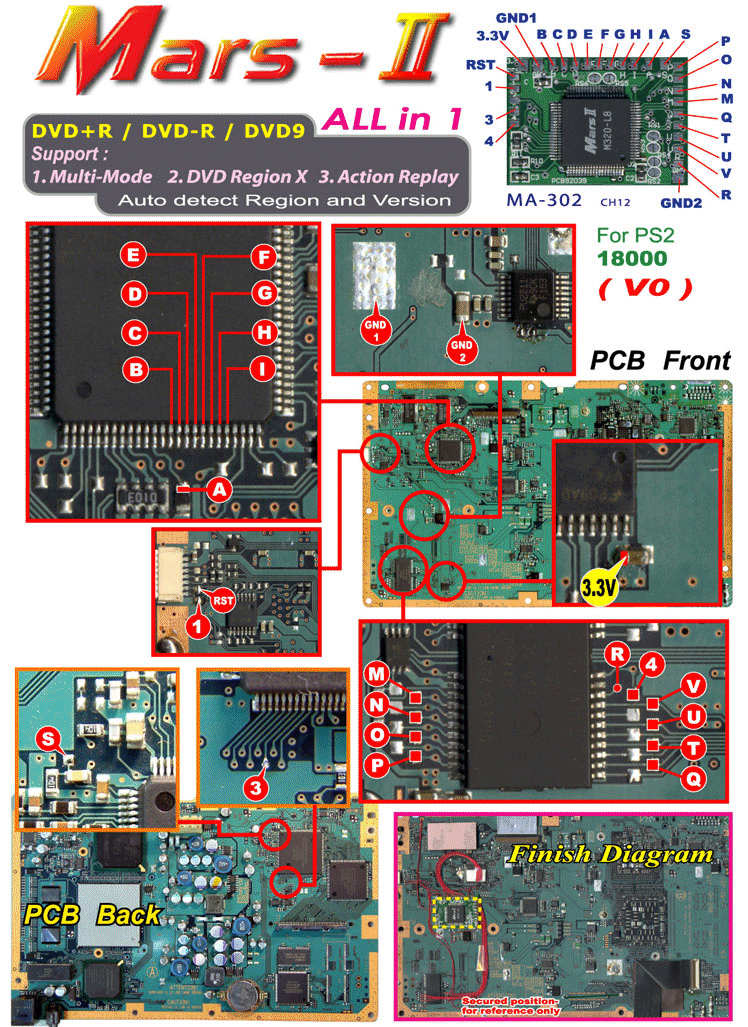 Mars - II
ALL in 1
DVD+R / DVD-R / DVD9
Support :
1. Multi-Mode 2. DVD Region X 3. Action Replay
Auto detect Region and Version
GND1
3.3V
B C D E F G H I A S
P
RST
O
1
N
M
3
Q
4
T
U
V
R
GND2
Mars II
M320-L8
PCB92039
MA-302 CH12
For PS2
18000
( V0 )
PCB Front
E
F
D
G
C
H
B
I
A
E010
GND
1
GND
2
RST
1
3.3V
M
N
O
P
R
4
V
U
T
Q
S
3
PCB Back
Finish Diagram
Secured position-
for reference only